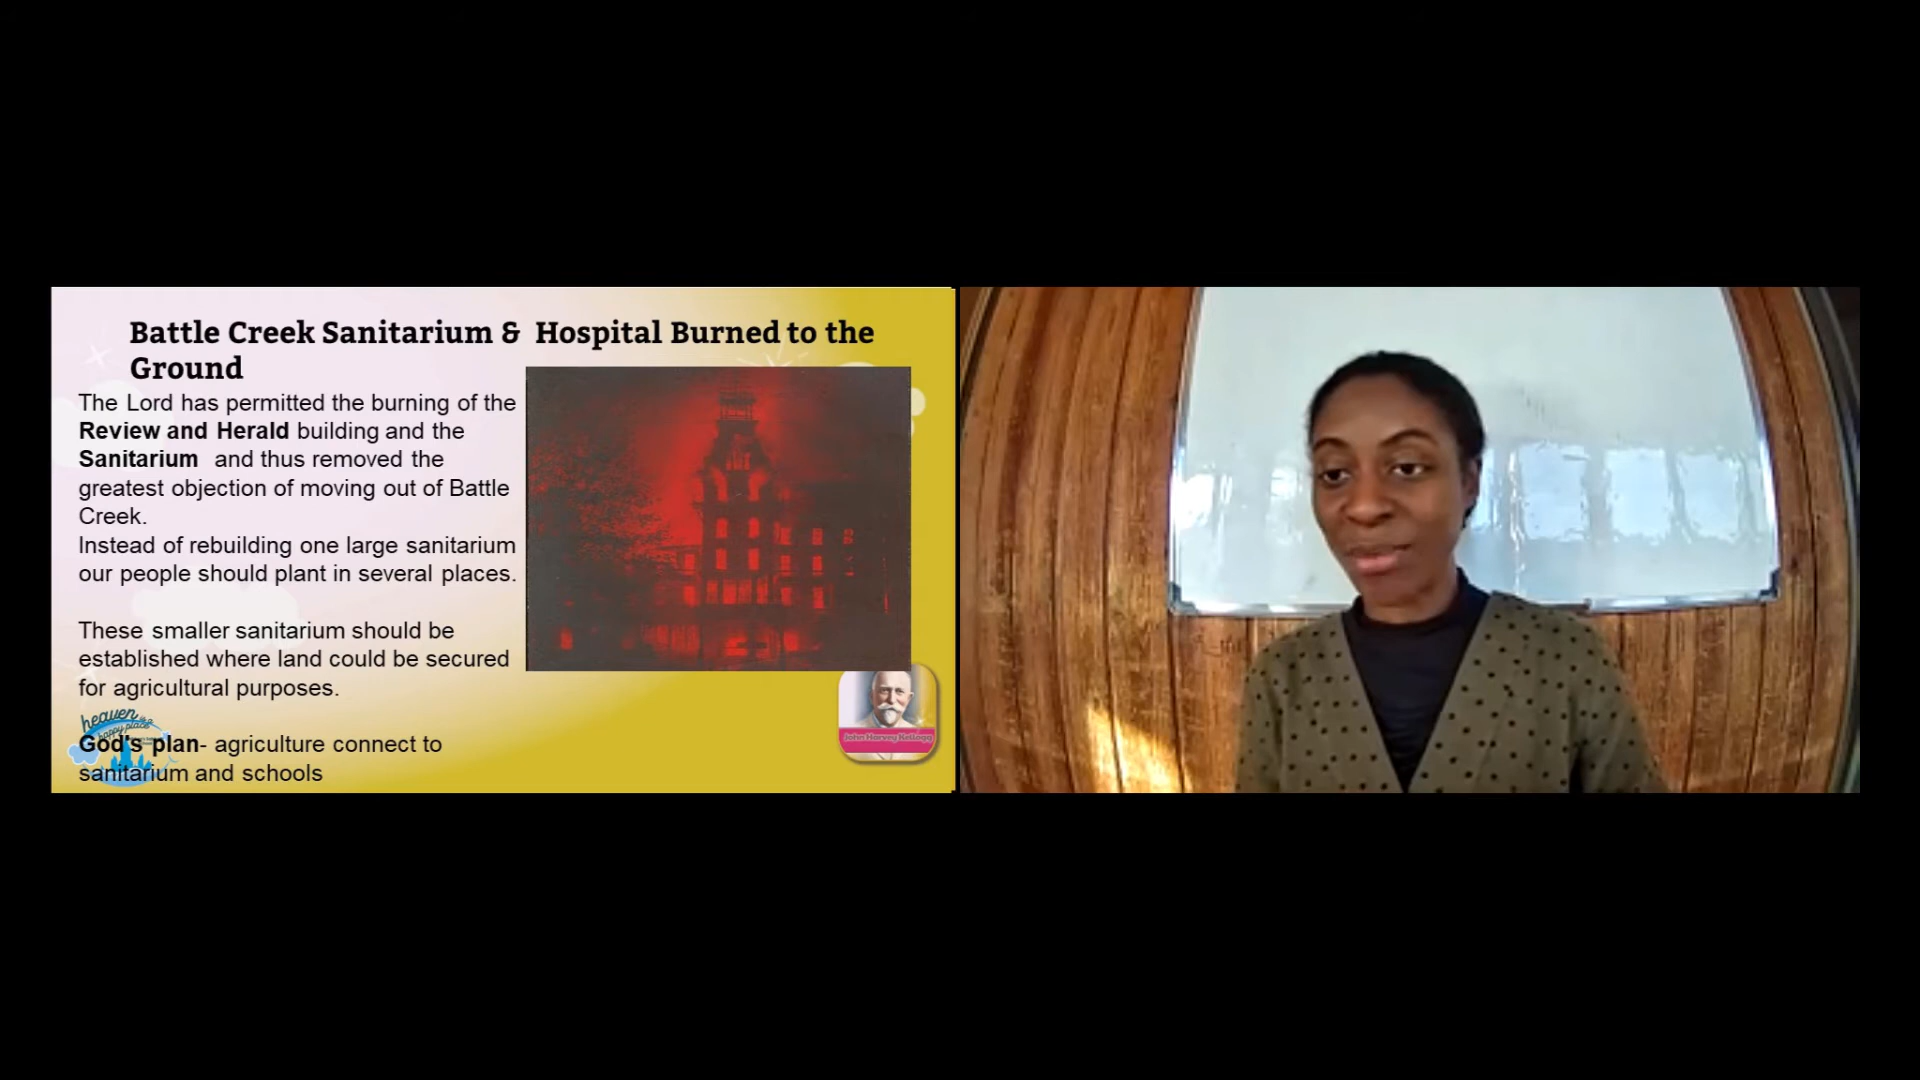 Battle Creek Sanitarium & Hospital Burned to the
Ground
The Lord has permitted the burning of the
Review and Herald building and the
Sanitarium and thus removed the
greatest objection of moving out of Battle
Creek.
Instead of rebuilding one large sanitarium
our people should plant in several places.
These smaller sanitarium should be
established where land could be secured
for agricultural purposes.
heaven is a
happy place
God's plan- agriculture connect to
sanitarium and schools
John Harvey Kellogg